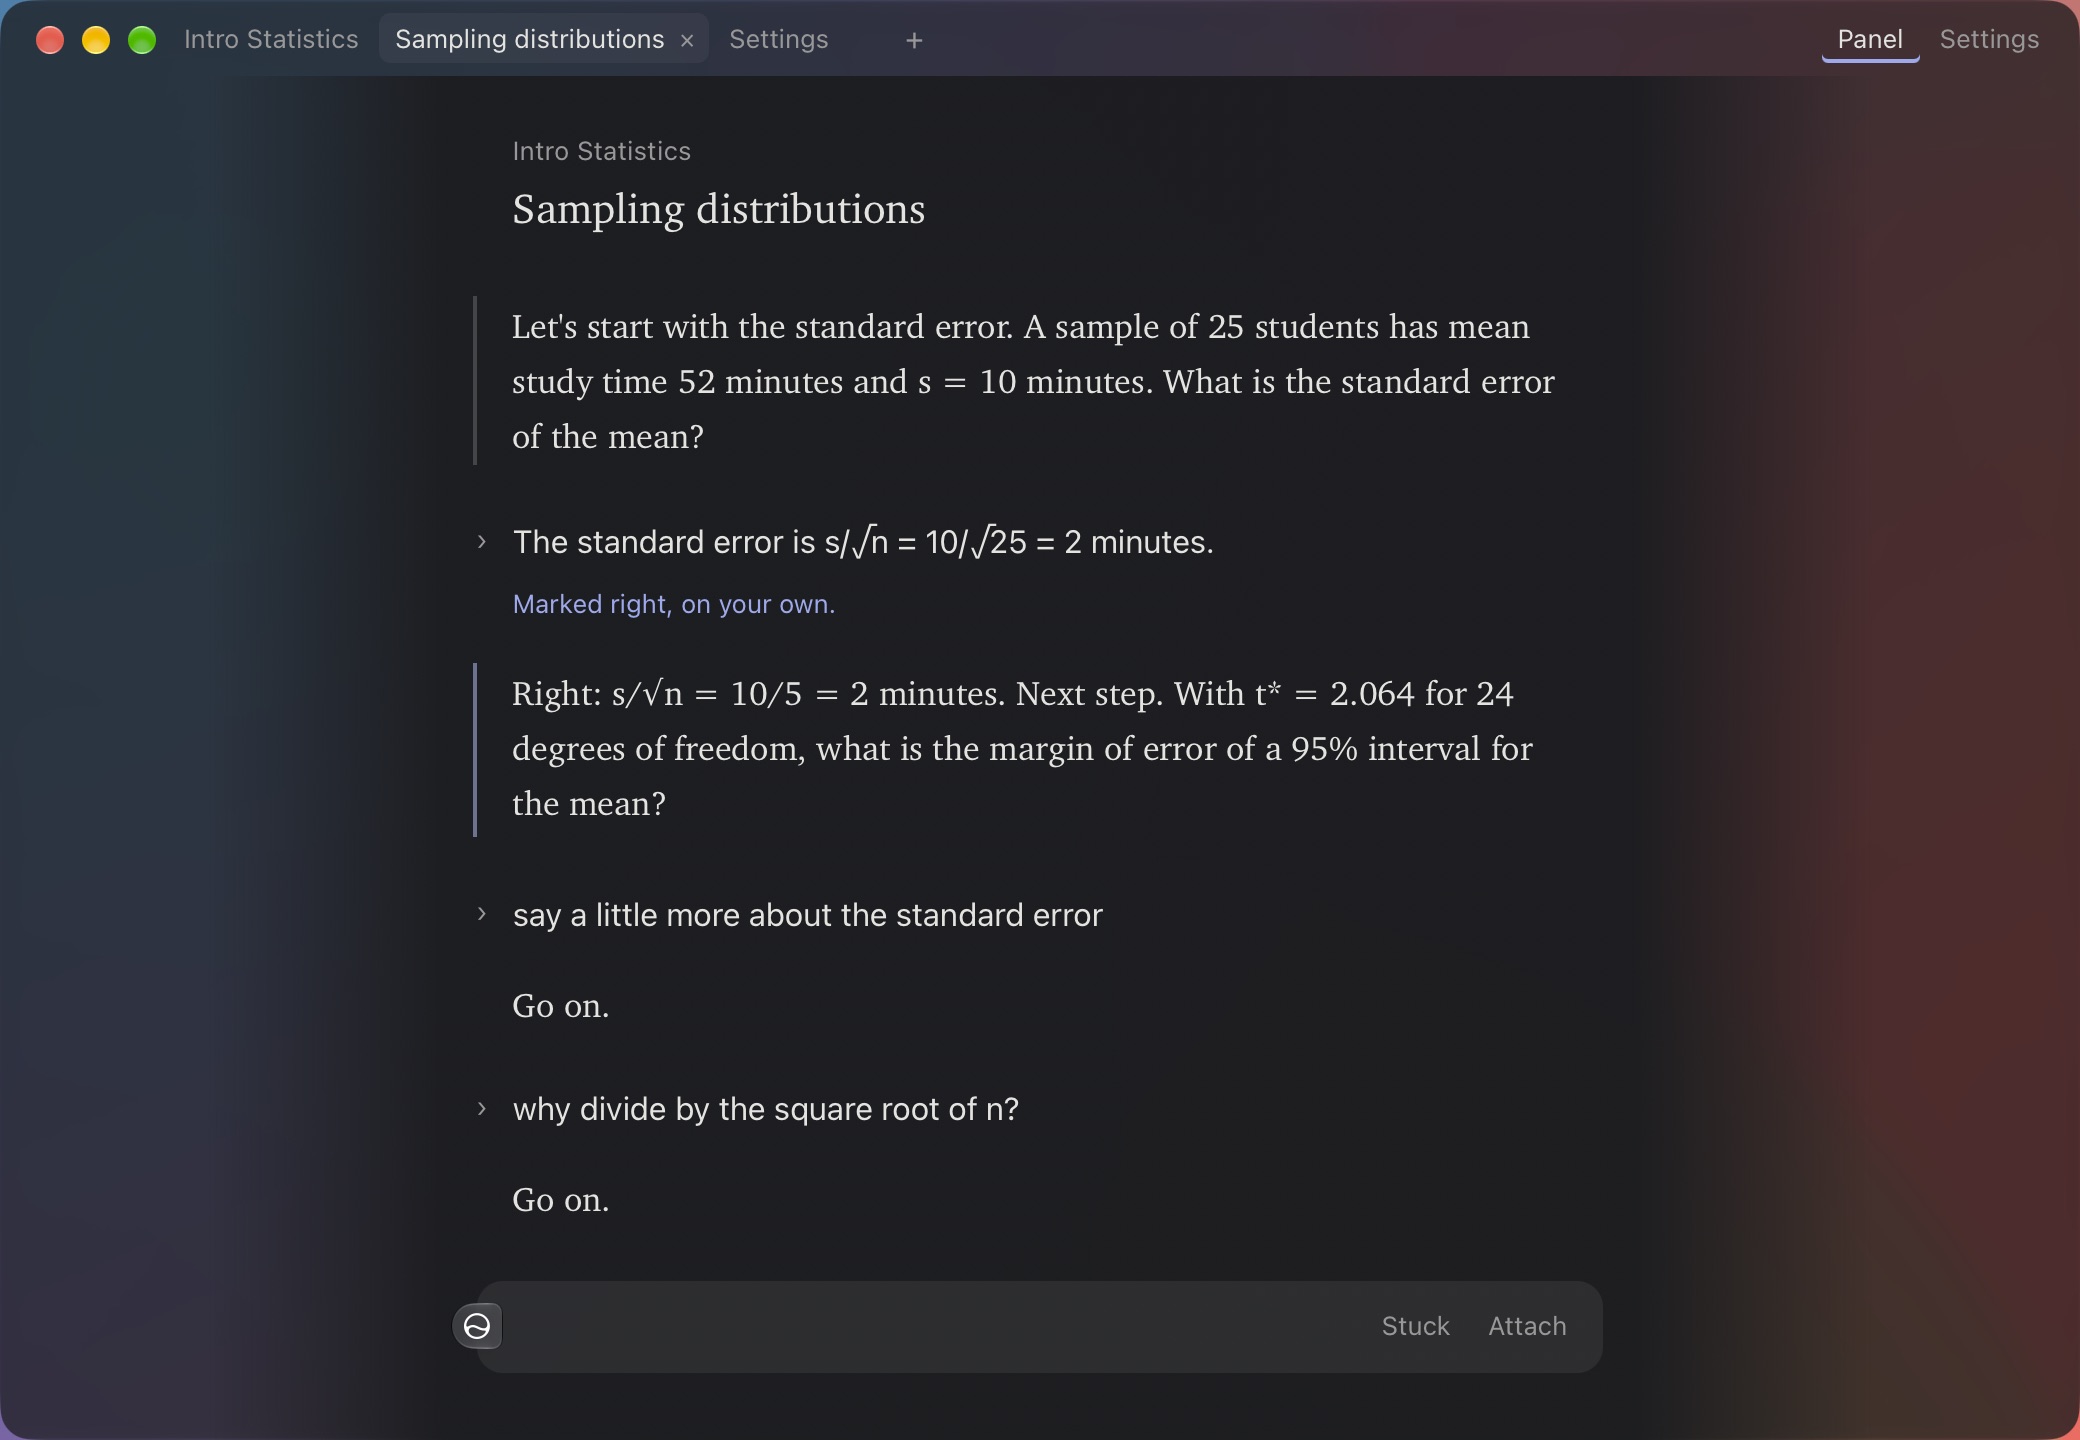 Intro Statistics
Sampling distributions ×
Settings
+
Panel
Settings
Intro Statistics
Sampling distributions
Let's start with the standard error. A sample of 25 students has mean
study time 52 minutes and s = 10 minutes. What is the standard error
of the mean?
› The standard error is s/√n = 10/√25 = 2 minutes.
Marked right, on your own.
Right: s/√n = 10/5 = 2 minutes. Next step. With t* = 2.064 for 24
degrees of freedom, what is the margin of error of a 95% interval for
the mean?
› say a little more about the standard error
Go on.
› why divide by the square root of n?
Go on.
Stuck
Attach